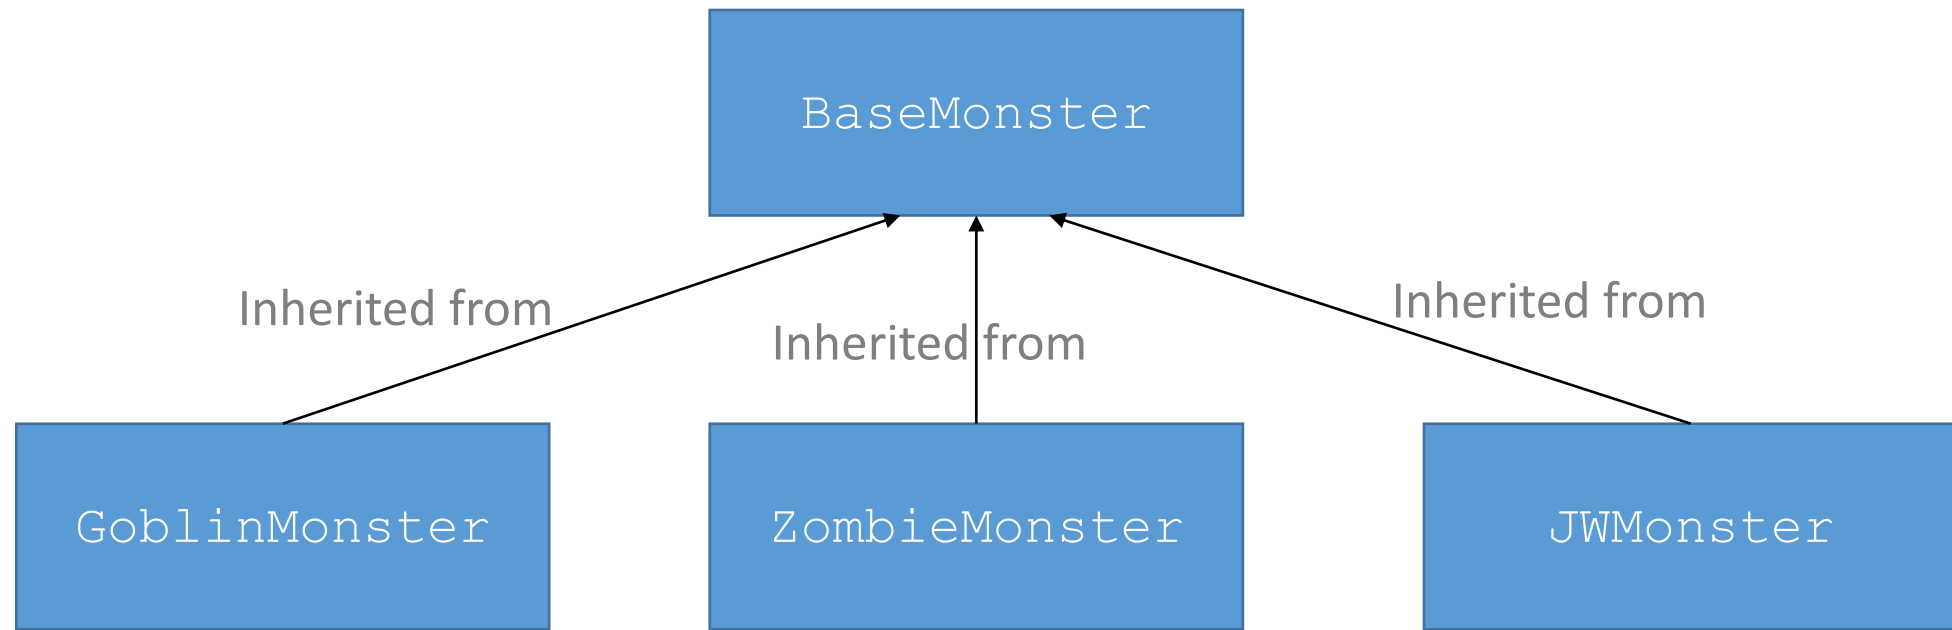 BaseMonster
Inherited from
Inherited from
Inherited from
GoblinMonster
ZombieMonster
JWMonster